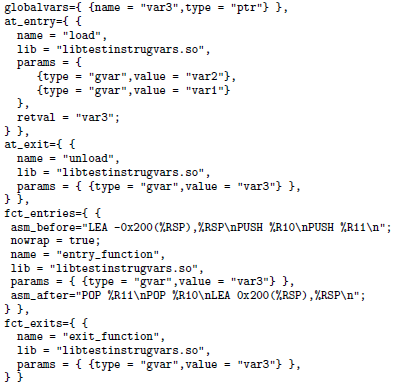 globalvars={ {name = "var3",type = "ptr"} },
at_entry={ {
  name = "load",
  lib = "libtestinstrugvars.so",
  params = {
    {type = "gvar",value = "var2"},
    {type = "gvar",value = "var1"}
  },
  retval = "var3";
} },
at_exit={ {
  name = "unload",
  lib = "libtestinstrugvars.so",
  params = { {type = "gvar",value = "var3"} },
} },
fct_entries={ {
 asm_before="LEA -0x200(%RSP),%RSP\nPUSH %R10\nPUSH %R11\n";
 nowrap = true;
 name = "entry_function",
 lib = "libtestinstrugvars.so",
 params = { {type = "gvar",value = "var3"} },
 asm_after="POP %R11\nPOP %R10\nLEA 0x200(%RSP),%RSP\n";
} },
fct_exits={ {
  name = "exit_function",
  lib = "libtestinstrugvars.so",
  params = { {type = "gvar",value = "var3"} },
} }